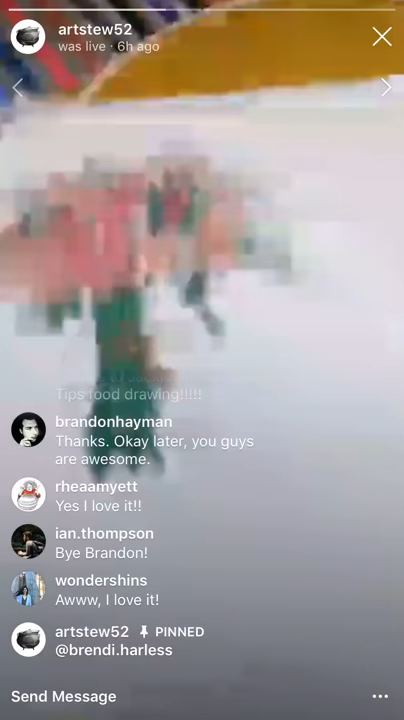 artstew52
was live · 6h ago
Tips food drawing!!!!!
brandonhayman
Thanks. Okay later, you guys
are awesome.
rheaamyett
Yes I love it!!
ian.thompson
Bye Brandon!
wondershins
Awww, I love it!
artstew52 PINNED
@brendi.harless
Send Message